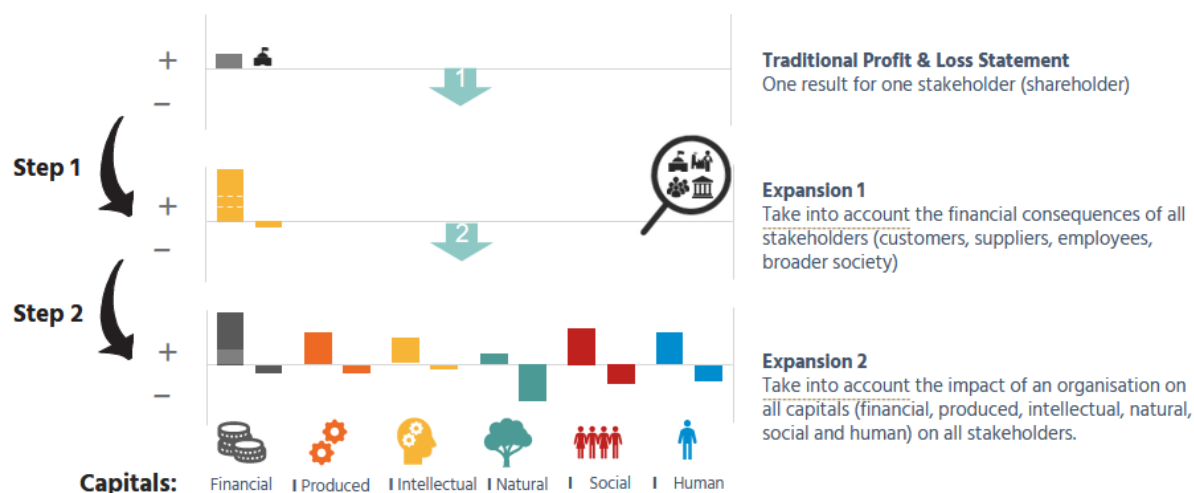 +
−
1
Traditional Profit & Loss Statement
One result for one stakeholder (shareholder)
Step 1
+
−
2
Expansion 1
Take into account the financial consequences of all
stakeholders (customers, suppliers, employees,
broader society)
Step 2
+
−
Expansion 2
Take into account the impact of an organisation on
all capitals (financial, produced, intellectual, natural,
social and human) on all stakeholders.
Capitals: Financial I Produced I Intellectual I Natural I Social I Human